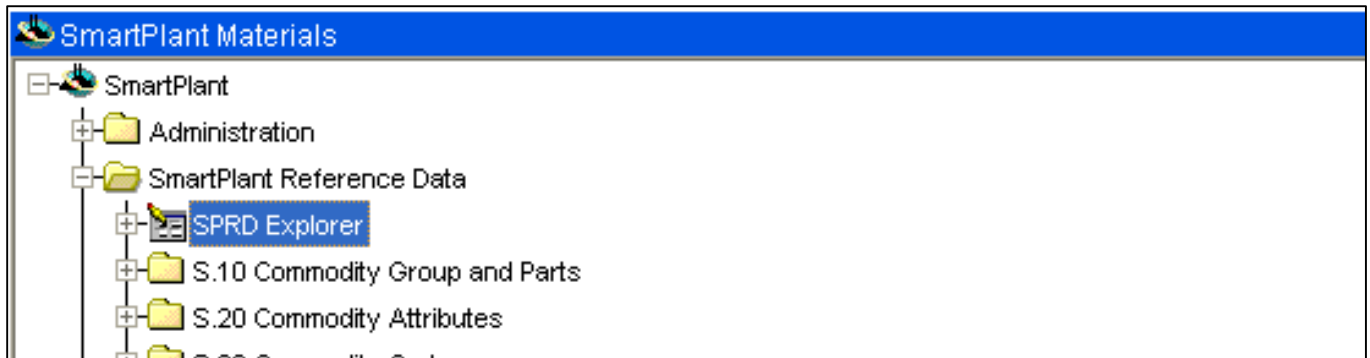 SmartPlant Materials
SmartPlant
Administration
SmartPlant Reference Data
SPRD Explorer
S.10 Commodity Group and Parts
S.20 Commodity Attributes